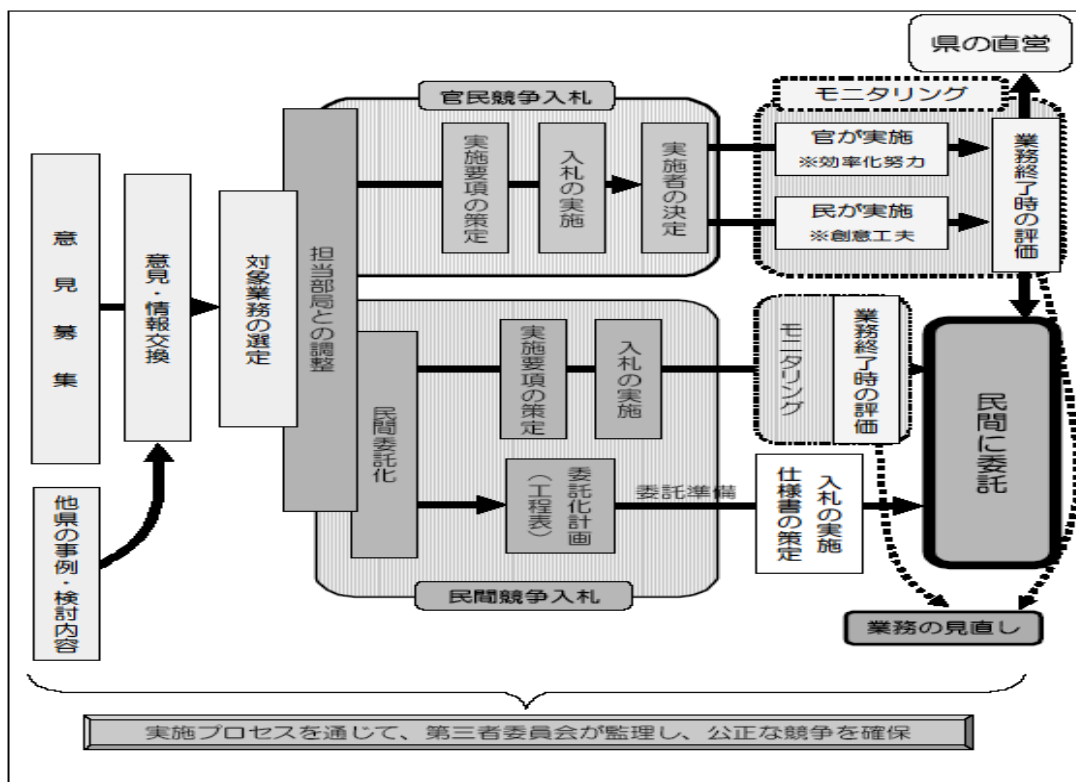 意見募集
他県の事例・検討内容
意見・情報交換
対象業務の選定
担当部局との調整
官民競争入札
実施要項の策定
入札の実施
実施者の決定
モニタリング
官が実施
※効率化努力
民が実施
※創意工夫
業務終了時の評価
県の直営
民間委託化
実施要項の策定
入札の実施
モニタリング
業務終了時の評価
委託化計画
（工程表）
委託準備
入札の実施
仕様書の策定
民間競争入札
民間に委託
業務の見直し
実施プロセスを通じて、第三者委員会が監理し、公正な競争を確保